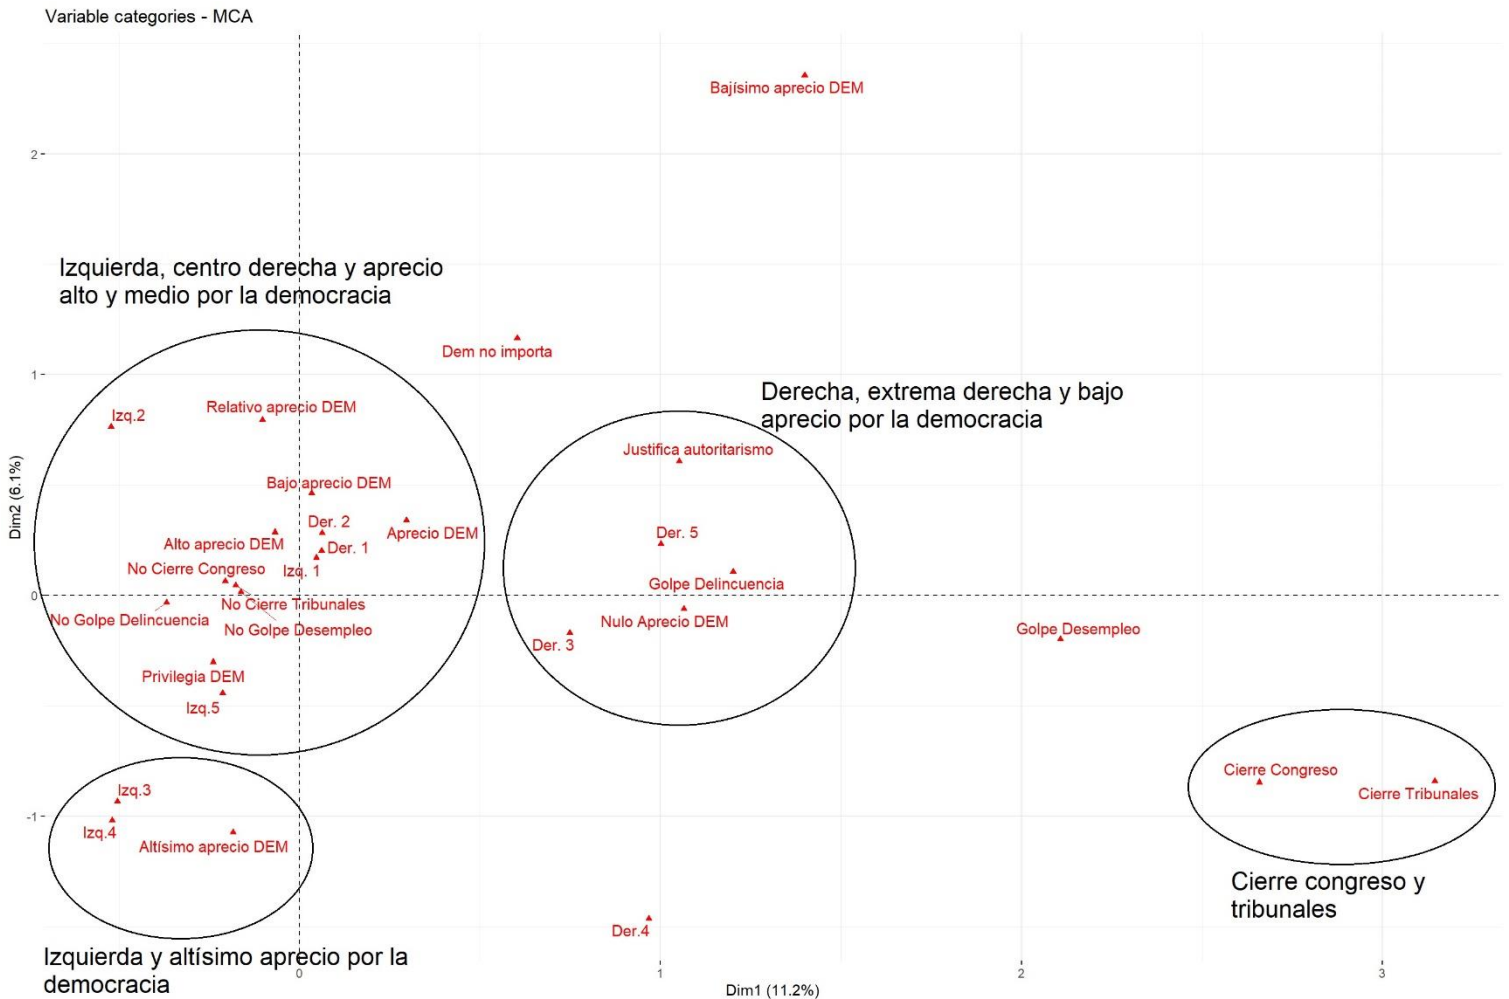 Variable categories - MCA
Bajísimo aprecio DEM
2
Izquierda, centro derecha y aprecio
alto y medio por la democracia
Dem no importa
1
Derecha, extrema derecha y bajo
aprecio por la democracia
Izq.2
Relativo aprecio DEM
Justifica autoritarismo
Bajo aprecio DEM
Der. 2
Aprecio DEM
Der. 5
Alto aprecio DEM
Der. 1
Izq. 1
No Cierre Congreso
Golpe Delincuencia
0
No Cierre Tribunales
No Golpe Delincuencia
Nulo Aprecio DEM
No Golpe Desempleo
Golpe Desempleo
Der. 3
Privilegia DEM
Izq.5
Dim2 (6.1%)
Cierre Congreso
Izq.3
Cierre Tribunales
-1
Izq.4
Altísimo aprecio DEM
Cierre congreso y
tribunales
Der.4
Izquierda y altísimo aprecio por la
democracia
0
1
2
3
Dim1 (11.2%)